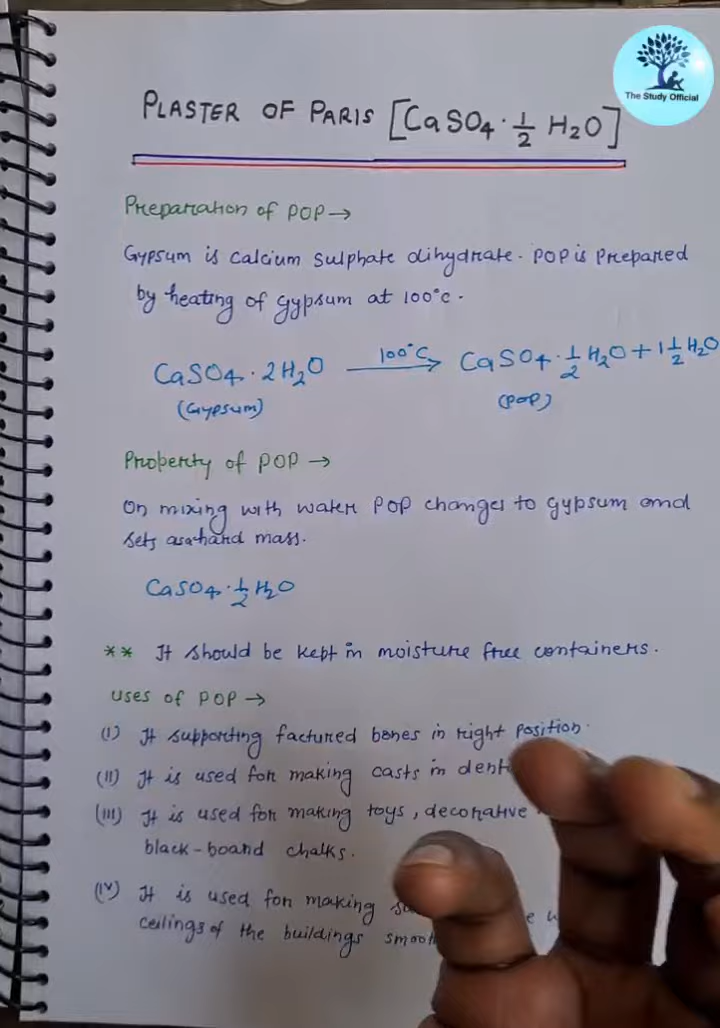 The Study Official
PLASTER OF PARIS [CaSO4·½ H2O]
Preparation of POP→
Gypsum is calcium sulphate dihydrate. POP is prepared
by heating of gypsum at 100°c.
CaSO4·2H2O —100°C→ CaSO4·½ H2O + 1½ H2O
(Gypsum) (POP)
Property of POP →
On mixing with water POP changes to gypsum and
sets as a hard mass.
CaSO4·½ H2O
** It should be kept in moisture free containers.
Uses of POP →
(I) It supporting factured bones in right position.
(II) It is used for making casts in
(III) It is used for making toys, decorative
black-board chalks.
(IV) It is used for making
ceilings of the buildings